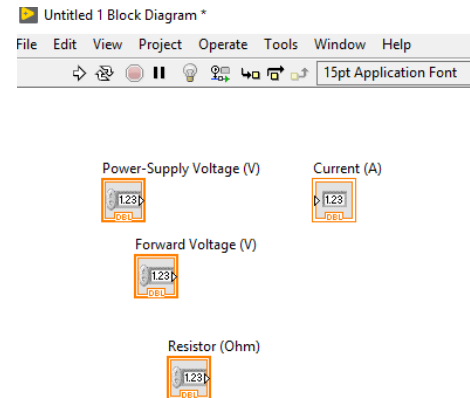 Untitled 1 Block Diagram *
File Edit View Project Operate Tools Window Help
15pt Application Font
Power-Supply Voltage (V) Current (A)
1.23 1.23
DBL DBL
Forward Voltage (V)
1.23
DBL
Resistor (Ohm)
1.23
DBL